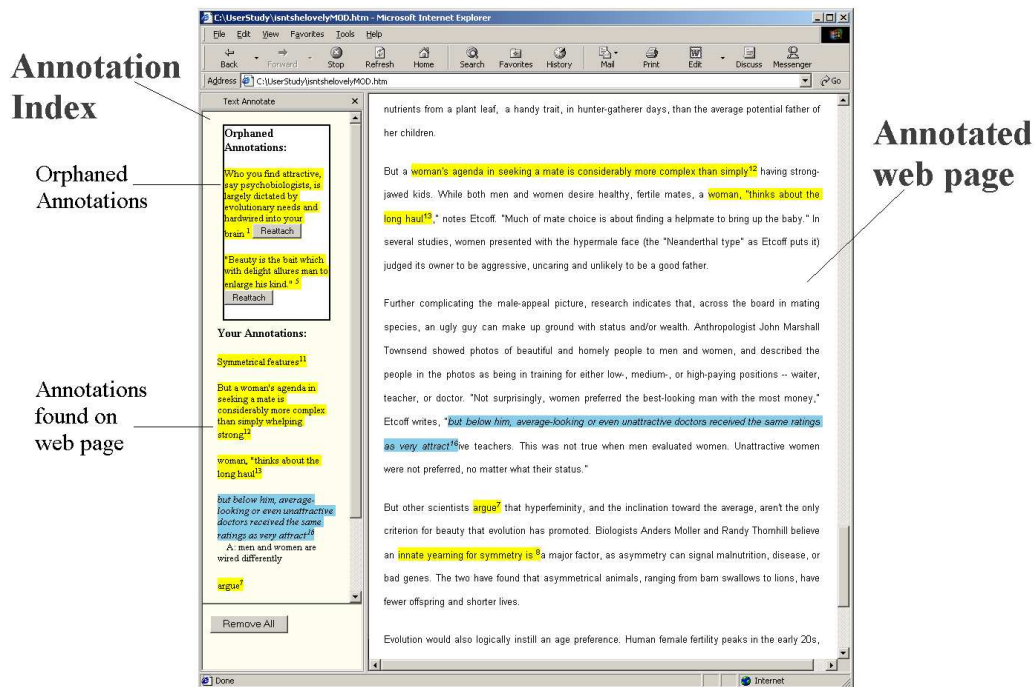 C:\UserStudy\isntshelovelyMOD.htm - Microsoft Internet Explorer
File Edit View Favorites Tools Help
Back Forward Stop Refresh Home Search Favorites History Mail Print Edit Discuss Messenger
Address C:\UserStudy\isntshelovelyMOD.htm Go
Annotation
Index
Orphaned
Annotations
Annotations
found on
web page
Text Annotate
Orphaned
Annotations:
Who you find attractive,
say psychobiologists, is
largely dictated by
evolutionary needs and
hardwired into your
brain 1 Reattach
"Beauty is the bait which
with delight allures man to
enlarge his kind." 5
Reattach
Your Annotations:
Symmetrical features11
But a woman's agenda in
seeking a mate is
considerably more complex
than simply whelping
strong12
woman, "thinks about the
long haul13
but below him, average-
looking or even unattractive
doctors received the same
ratings as very attract16
A: men and women are
wired differently
argue7
Remove All
nutrients from a plant leaf, a handy trait, in hunter-gatherer days, than the average potential father of
her children.
But a woman's agenda in seeking a mate is considerably more complex than simply12 having strong-
jawed kids. While both men and women desire healthy, fertile mates, a woman, "thinks about the
long haul13," notes Etcoff. "Much of mate choice is about finding a helpmate to bring up the baby." In
several studies, women presented with the hypermale face (the "Neanderthal type" as Etcoff puts it)
judged its owner to be aggressive, uncaring and unlikely to be a good father.
Further complicating the male-appeal picture, research indicates that, across the board in mating
species, an ugly guy can make up ground with status and/or wealth. Anthropologist John Marshall
Townsend showed photos of beautiful and homely people to men and women, and described the
people in the photos as being in training for either low-, medium-, or high-paying positions -- waiter,
teacher, or doctor. "Not surprisingly, women preferred the best-looking man with the most money,"
Etcoff writes, "but below him, average-looking or even unattractive doctors received the same ratings
as very attract16ive teachers. This was not true when men evaluated women. Unattractive women
were not preferred, no matter what their status."
But other scientists argue7 that hyperfeminity, and the inclination toward the average, aren't the only
criterion for beauty that evolution has promoted. Biologists Anders Moller and Randy Thornhill believe
an innate yearning for symmetry is 8a major factor, as asymmetry can signal malnutrition, disease, or
bad genes. The two have found that asymmetrical animals, ranging from barn swallows to lions, have
fewer offspring and shorter lives.
Evolution would also logically instill an age preference. Human female fertility peaks in the early 20s,
Annotated
web page
Done
Internet